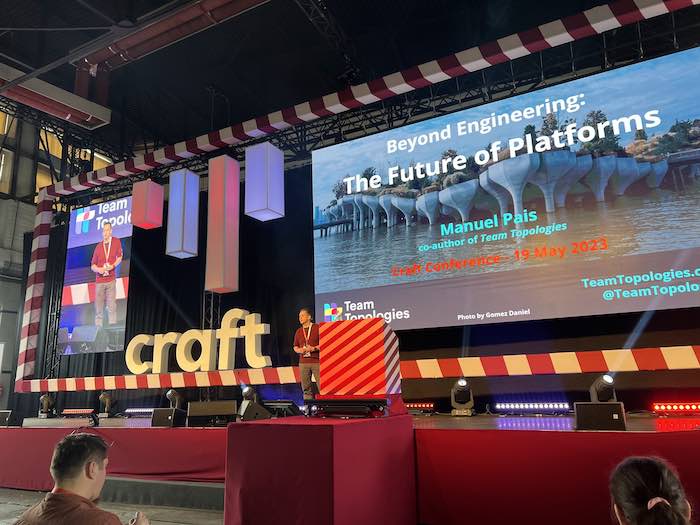 Beyond Engineering:
The Future of Platforms
Manuel Pais
co-author of Team Topologies
Craft Conference - 19 May 2023
TeamTopologies.c
@TeamTopolo
Team
Topologies
Photo by Gomez Daniel
Team
Topolo
craft